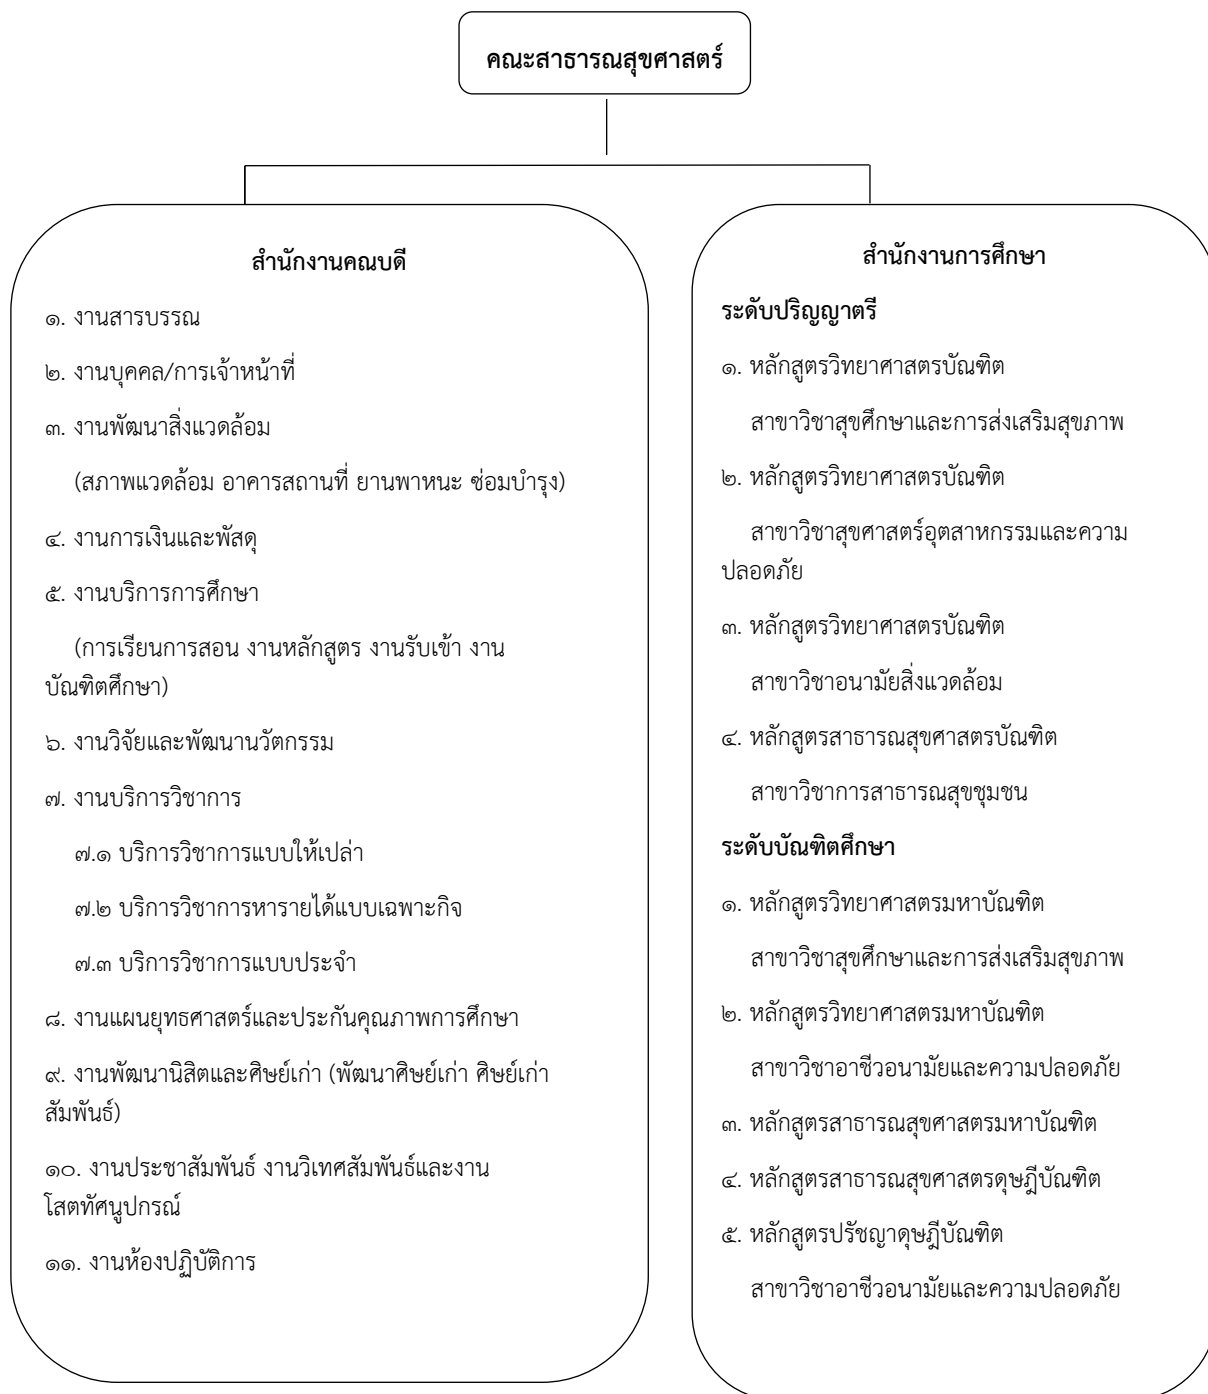 คณะสาธารณสุขศาสตร์
สำนักงานคณบดี
๑. งานสารบรรณ
๒. งานบุคคล/การเจ้าหน้าที่
๓. งานพัฒนาสิ่งแวดล้อม
(สภาพแวดล้อม อาคารสถานที่ ยานพาหนะ ซ่อมบำรุง)
๔. งานการเงินและพัสดุ
๕. งานบริการการศึกษา
(การเรียนการสอน งานหลักสูตร งานรับเข้า งาน
บัณฑิตศึกษา)
๖. งานวิจัยและพัฒนานวัตกรรม
๗. งานบริการวิชาการ
๗.๑ บริการวิชาการแบบให้เปล่า
๗.๒ บริการวิชาการหารายได้แบบเฉพาะกิจ
๗.๓ บริการวิชาการแบบประจำ
๘. งานแผนยุทธศาสตร์และประกันคุณภาพการศึกษา
๙. งานพัฒนานิสิตและศิษย์เก่า (พัฒนาศิษย์เก่า ศิษย์เก่า
สัมพันธ์)
๑๐. งานประชาสัมพันธ์ งานวิเทศสัมพันธ์และงาน
โสตทัศนูปกรณ์
๑๑. งานห้องปฏิบัติการ
สำนักงานการศึกษา
ระดับปริญญาตรี
๑. หลักสูตรวิทยาศาสตรบัณฑิต
สาขาวิชาสุขศึกษาและการส่งเสริมสุขภาพ
๒. หลักสูตรวิทยาศาสตรบัณฑิต
สาขาวิชาสุขศาสตร์อุตสาหกรรมและความ
ปลอดภัย
๓. หลักสูตรวิทยาศาสตรบัณฑิต
สาขาวิชาอนามัยสิ่งแวดล้อม
๔. หลักสูตรสาธารณสุขศาสตรบัณฑิต
สาขาวิชาการสาธารณสุขชุมชน
ระดับบัณฑิตศึกษา
๑. หลักสูตรวิทยาศาสตรมหาบัณฑิต
สาขาวิชาสุขศึกษาและการส่งเสริมสุขภาพ
๒. หลักสูตรวิทยาศาสตรมหาบัณฑิต
สาขาวิชาอาชีวอนามัยและความปลอดภัย
๓. หลักสูตรสาธารณสุขศาสตรมหาบัณฑิต
๔. หลักสูตรสาธารณสุขศาสตรดุษฎีบัณฑิต
๕. หลักสูตรปรัชญาดุษฎีบัณฑิต
สาขาวิชาอาชีวอนามัยและความปลอดภัย